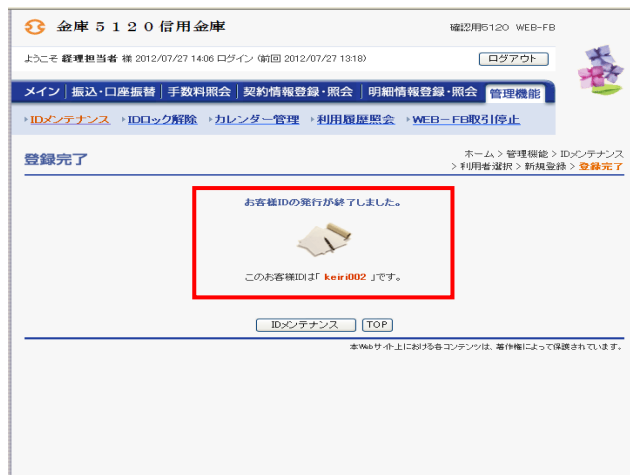 金庫５１２０信用金庫
確認用5120 WEB-FB
ようこそ 経理担当者 様 2012/07/27 14:06 ログイン (前回 2012/07/27 13:18)
ログアウト
メイン 振込・口座振替 手数料照会 契約情報登録・照会 明細情報登録・照会 管理機能
IDメンテナンス IDロック解除 カレンダー管理 利用履歴照会 WEB－FB取引停止
登録完了
ホーム > 管理機能 > IDメンテナンス
> 利用者選択 > 新規登録 > 登録完了
お客様IDの発行が終了しました。
このお客様IDは「 keiri002 」です。
IDメンテナンス TOP
本Webサイト上における各コンテンツは、著作権によって保護されています。